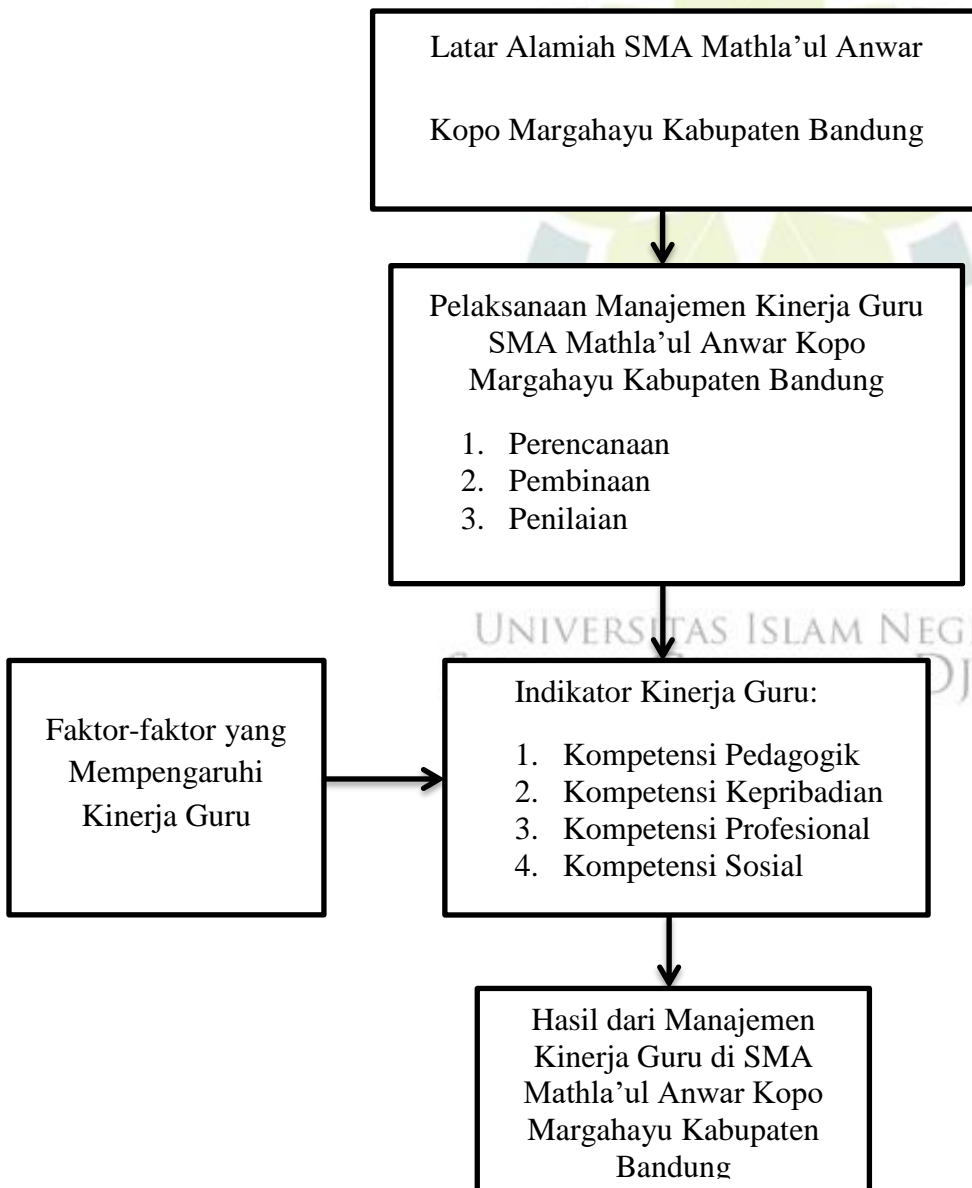 Latar Alamiah SMA Mathla’ul Anwar
Kopo Margahayu Kabupaten Bandung
Pelaksanaan Manajemen Kinerja Guru
SMA Mathla’ul Anwar Kopo
Margahayu Kabupaten Bandung
1. Perencanaan
2. Pembinaan
3. Penilaian
UNIVERSITAS ISLAM
Faktor-faktor yang
Mempengaruhi
Kinerja Guru
Indikator Kinerja Guru:
1. Kompetensi Pedagogik
2. Kompetensi Kepribadian
3. Kompetensi Profesional
4. Kompetensi Sosial
Hasil dari Manajemen
Kinerja Guru di SMA
Mathla’ul Anwar Kopo
Margahayu Kabupaten
Bandung